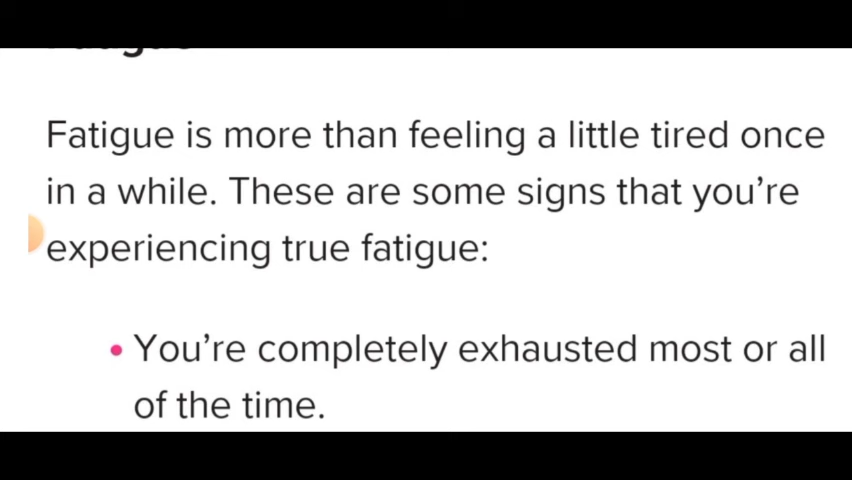 Fatigue is more than feeling a little tired once
in a while. These are some signs that you’re
experiencing true fatigue:
• You’re completely exhausted most or all
of the time.